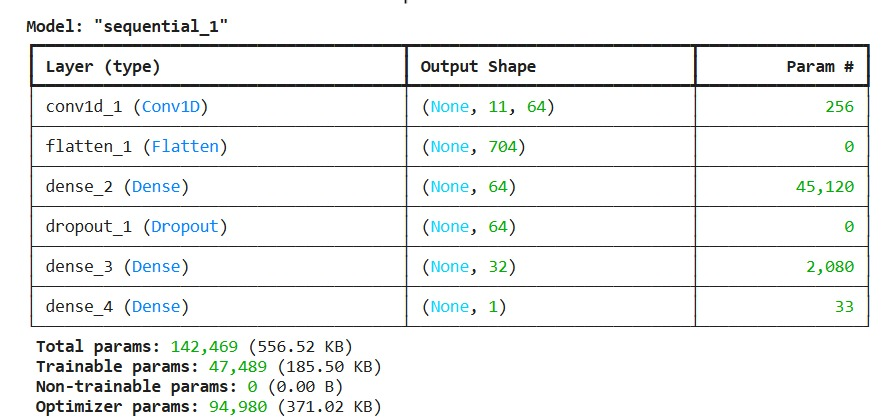 Model: "sequential_1"
Layer (type) Output Shape Param #
conv1d_1 (Conv1D) (None, 11, 64) 256
flatten_1 (Flatten) (None, 704) 0
dense_2 (Dense) (None, 64) 45,120
dropout_1 (Dropout) (None, 64) 0
dense_3 (Dense) (None, 32) 2,080
dense_4 (Dense) (None, 1) 33
Total params: 142,469 (556.52 KB)
Trainable params: 47,489 (185.50 KB)
Non-trainable params: 0 (0.00 B)
Optimizer params: 94,980 (371.02 KB)